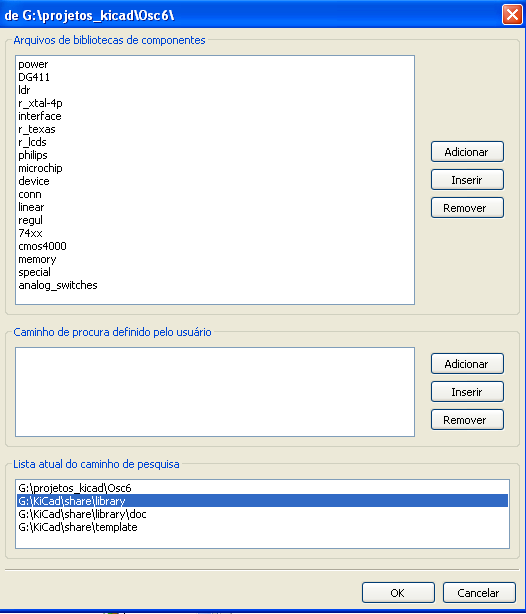 de G:\projetos_kicad\Osc6\
Arquivos de bibliotecas de componentes
power
DG411
ldr
r_xtal-4p
interface
r_texas
r_lcds
philips
microchip
device
conn
linear
regul
74xx
cmos4000
memory
special
analog_switches
Adicionar
Inserir
Remover
Caminho de procura definido pelo usuário
Adicionar
Inserir
Remover
Lista atual do caminho de pesquisa
G:\projetos_kicad\Osc6
G:\KiCad\share\library
G:\KiCad\share\library\doc
G:\KiCad\share\template
OK
Cancelar